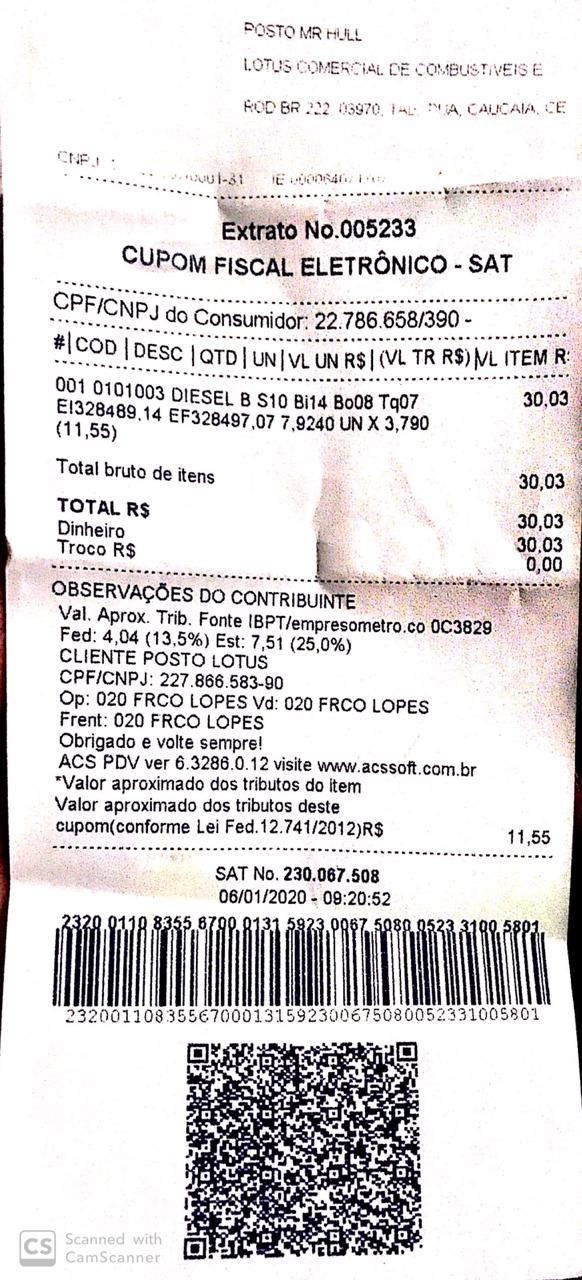 POSTO MR HULL
LOTUS COMERCIAL DE COMBUSTIVEIS E
ROD BR 222, 03970, CAUCAIA, CE
CNPJ
Extrato No.005233
CUPOM FISCAL ELETRÔNICO - SAT
CPF/CNPJ do Consumidor: 22.786.658/390 -
#|COD|DESC|QTD|UN|VL UN R$|(VL TR R$)|VL ITEM R
001 0101003 DIESEL B S10 Bi14 Bo08 Tq07 30,03
EI328489.14 EF328497,07 7,9240 UN X 3,790
(11,55)
Total bruto de itens 30,03
TOTAL R$ 30,03
Dinheiro 30,03
Troco R$ 0,00
OBSERVAÇÕES DO CONTRIBUINTE
Val. Aprox. Trib. Fonte IBPT/empresometro.co 0C3829
Fed: 4,04 (13,5%) Est: 7,51 (25,0%)
CLIENTE POSTO LOTUS
CPF/CNPJ: 227.866.583-90
Op: 020 FRCO LOPES Vd: 020 FRCO LOPES
Frent: 020 FRCO LOPES
Obrigado e volte sempre!
ACS PDV ver 6.3286.0.12 visite www.acssoft.com.br
*Valor aproximado dos tributos do item
Valor aproximado dos tributos deste
cupom(conforme Lei Fed.12.741/2012)R$ 11,55
SAT No. 230.067.508
06/01/2020 - 09:20:52
2320 0110 8355 6700 0131 5923 0067 5080 0523 3100 5801
23200110835567000131592300675080052331005801
CS Scanned with
CamScanner